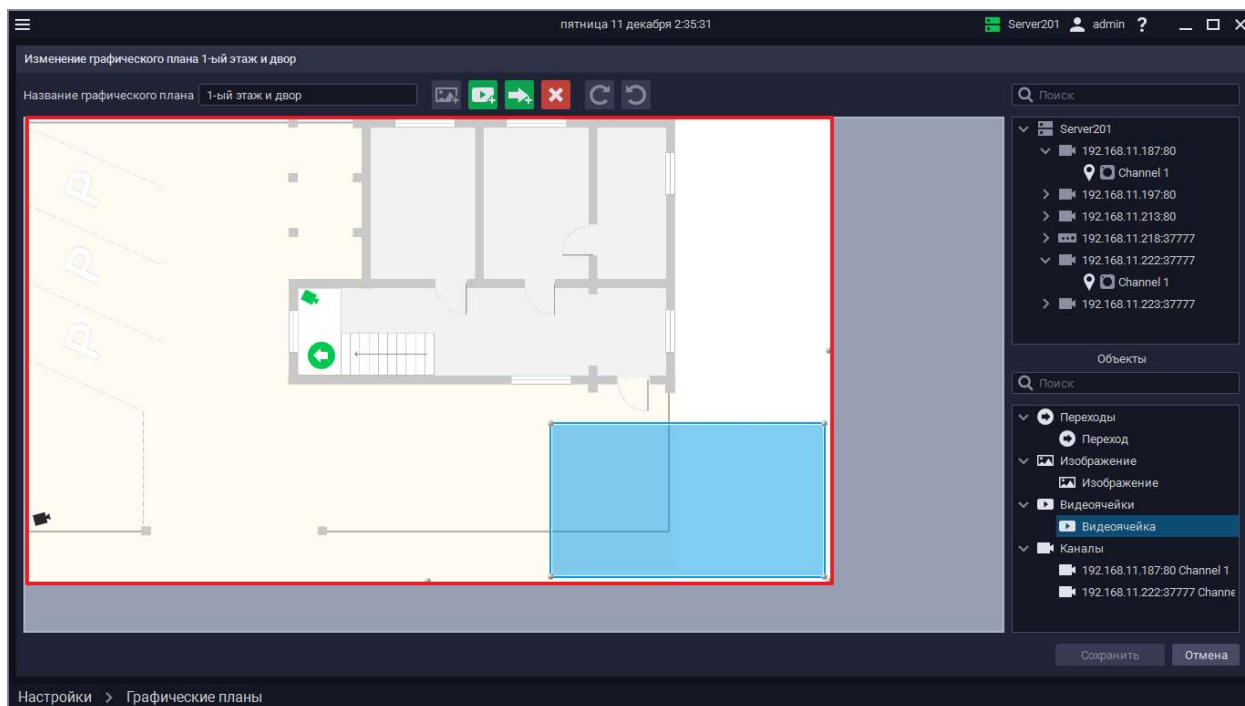 пятница 11 декабря 2:35:31
Server201 admin ?
Изменение графического плана 1-ый этаж и двор
Название графического плана 1-ый этаж и двор
Поиск
Server201
192.168.11.187:80
Channel 1
192.168.11.197:80
192.168.11.213:80
192.168.11.218:37777
192.168.11.222:37777
Channel 1
192.168.11.223:37777
Объекты
Поиск
Переходы
Переход
Изображение
Изображение
Видеоячейки
Видеоячейка
Каналы
192.168.11.187:80 Channel 1
192.168.11.222:37777 Channe
P
P
P
Сохранить Отмена
Настройки > Графические планы